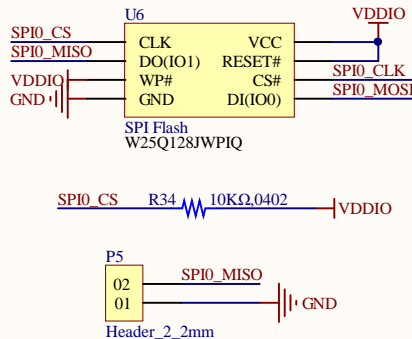 U6
VDDIO
SPI0_CS CLK VCC
SPI0_MISO DO(IO1) RESET#
VDDIO WP# CS# SPI0_CLK
GND GND DI(IO0) SPI0_MOSI
SPI Flash
W25Q128JWPIQ
SPI0_CS R34 10KΩ,0402 VDDIO
P5
02 SPI0_MISO
01 GND
Header_2_2mm